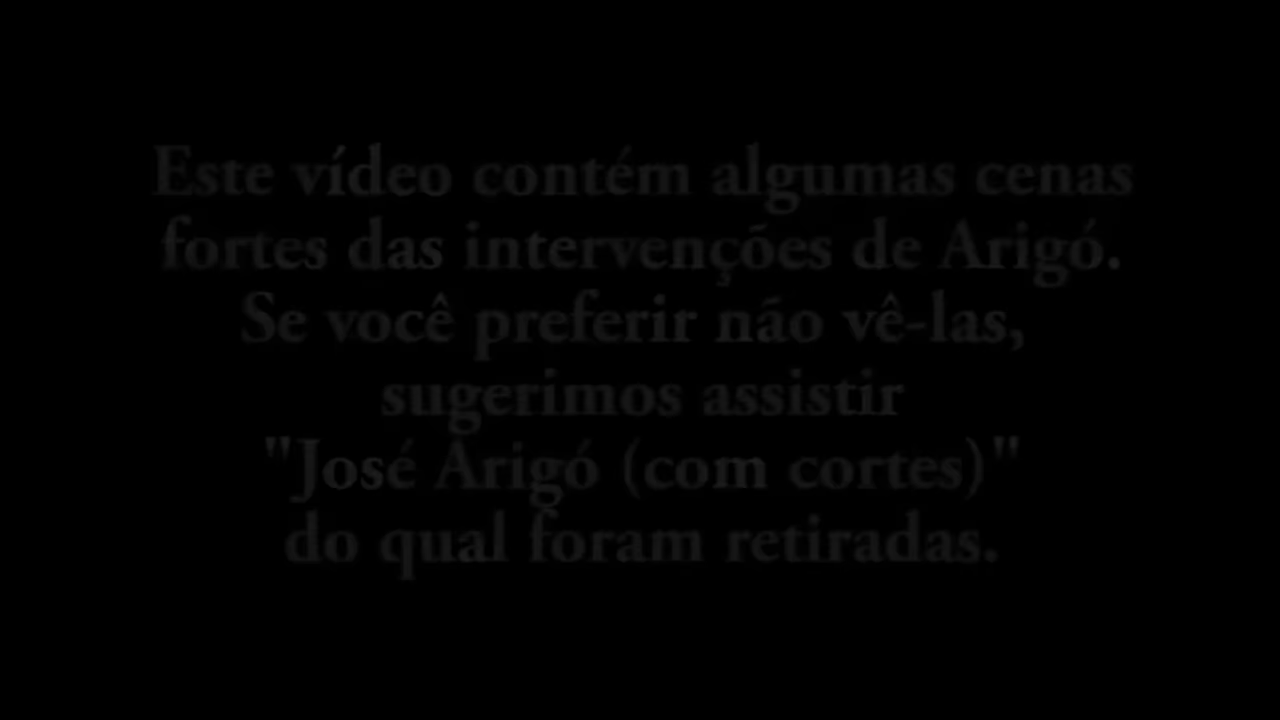 Este vídeo contém algumas cenas
fortes das intervenções de Arigó.
Se você preferir não vê-las,
sugerimos assistir
"José Arigó (com cortes)"
do qual foram retiradas.